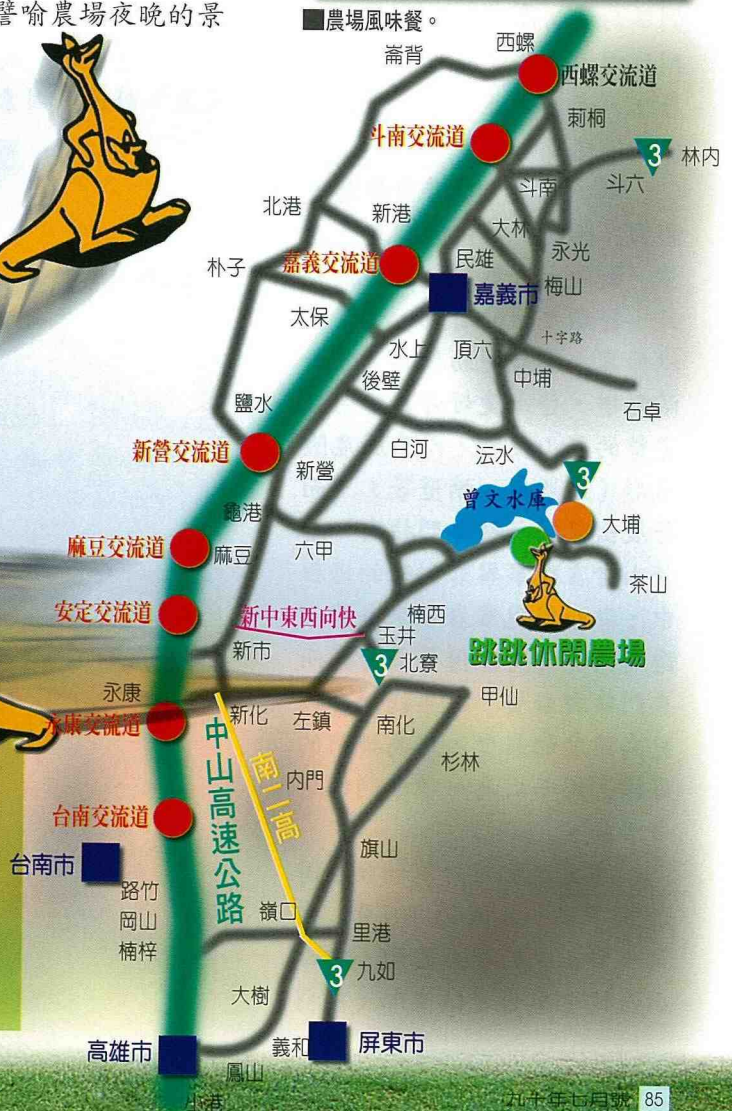 譬喻農場夜晚的景
■農場風味餐。
西螺
崙背
西螺交流道
莿桐
斗南交流道
3
林内
斗南
斗六
北港
新港
大林
永光
朴子
嘉義交流道
民雄
梅山
嘉義市
太保
水上
頂六
十字路
後壁
中埔
鹽水
石卓
新營交流道
新營
白河
沄水
3
曾文水庫
龜港
大埔
麻豆交流道
麻豆
六甲
茶山
安定交流道
新中東西向快
楠西
玉井
跳跳休閒農場
新市
3
北寮
永康
甲仙
永康交流道
新化
左鎮
南化
中山高速公路
南二高
内門
杉林
台南交流道
台南市
旗山
路竹
岡山
楠梓
嶺口
里港
3
九如
大樹
高雄市
義和
屏東市
鳳山
小港
九十年七月號 85